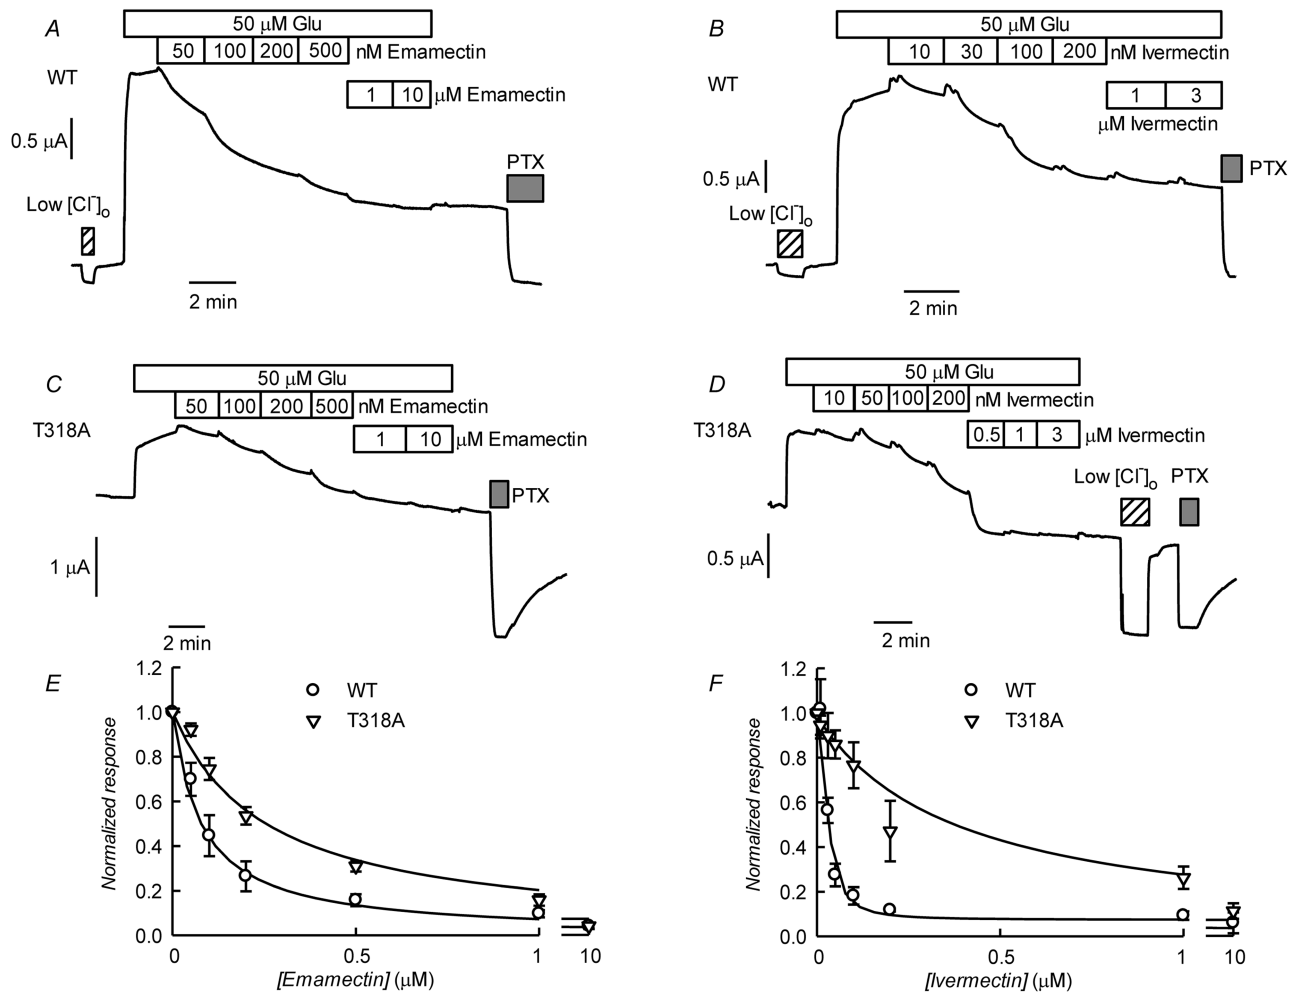 A
50 μM Glu
50 100 200 500 nM Emamectin
WT
1 10 μM Emamectin
0.5 μA
PTX
Low [Cl⁻]o
2 min
B
50 μM Glu
10 30 100 200 nM Ivermectin
WT
1 3
μM Ivermectin
0.5 μA
PTX
Low [Cl⁻]o
2 min
C
50 μM Glu
50 100 200 500 nM Emamectin
T318A
1 10 μM Emamectin
PTX
1 μA
2 min
D
50 μM Glu
10 50 100 200 nM Ivermectin
T318A
0.5 1 3 μM Ivermectin
Low [Cl⁻]o PTX
0.5 μA
2 min
E
1.2
1.0
0.8
0.6
0.4
0.2
0.0
Normalized response
WT
T318A
0 0.5 1 10
[Emamectin] (μM)
F
1.2
1.0
0.8
0.6
0.4
0.2
0.0
Normalized response
WT
T318A
0 0.5 1 10
[Ivermectin] (μM)